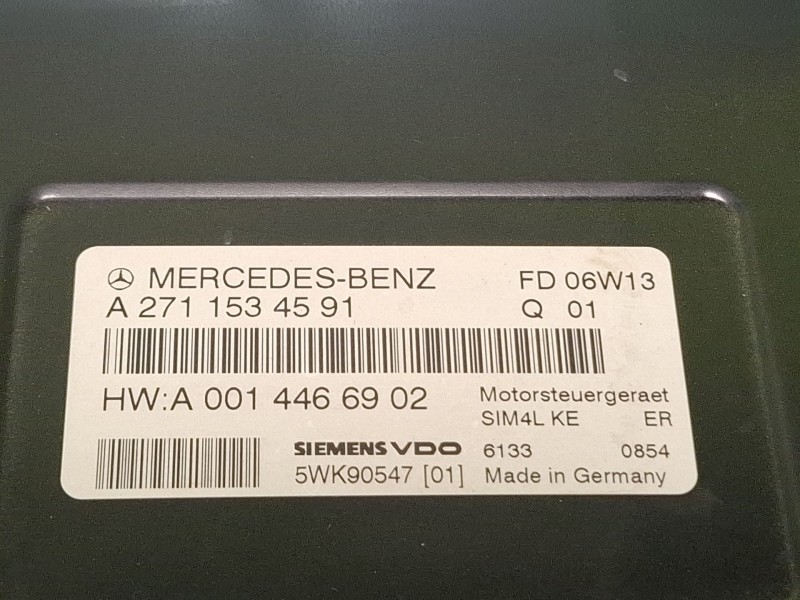 MERCEDES-BENZ FD 06W13
A 271 153 45 91 Q 01
HW:A 001 446 69 02 Motorsteuergeraet
SIM4L KE ER
SIEMENS VDO 6133 0854
5WK90547 [01] Made in Germany